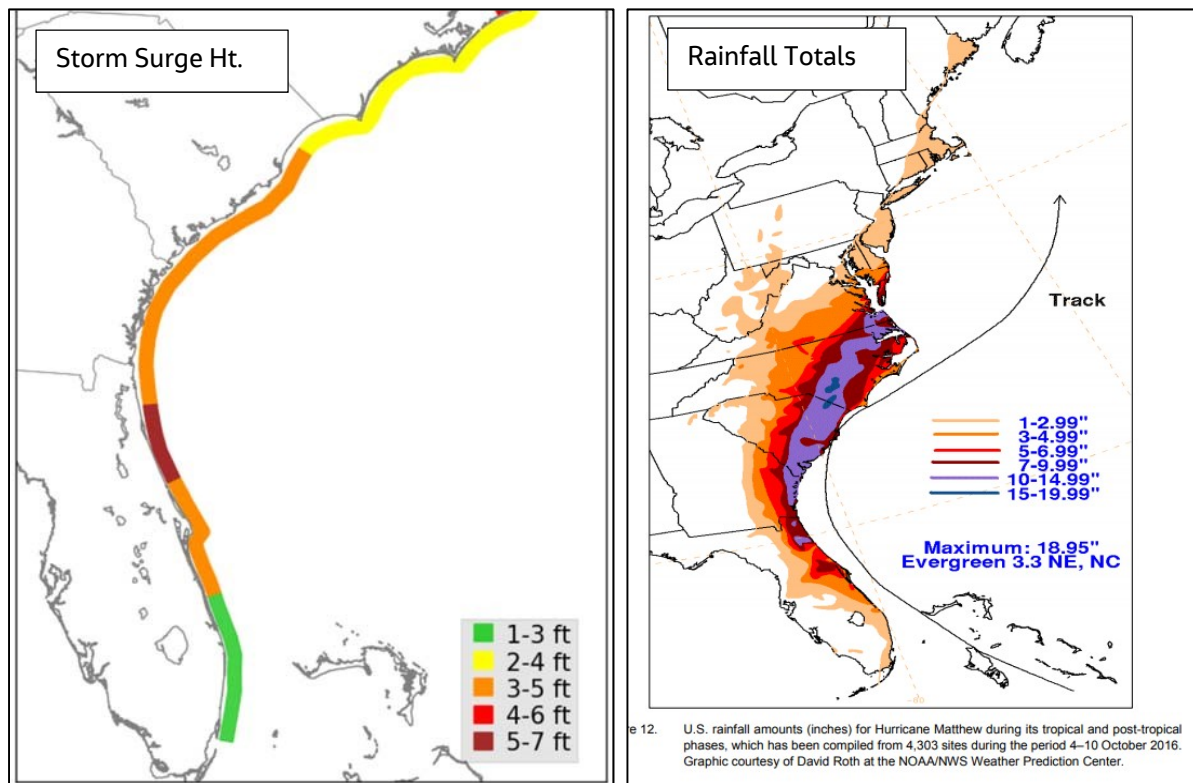 Storm Surge Ht.
1-3 ft
2-4 ft
3-5 ft
4-6 ft
5-7 ft
Rainfall Totals
Track
1-2.99"
3-4.99"
5-6.99"
7-9.99"
10-14.99"
15-19.99"
Maximum: 18.95"
Evergreen 3.3 NE, NC
e 12. U.S. rainfall amounts (inches) for Hurricane Matthew during its tropical and post-tropical
phases, which has been compiled from 4,303 sites during the period 4–10 October 2016.
Graphic courtesy of David Roth at the NOAA/NWS Weather Prediction Center.